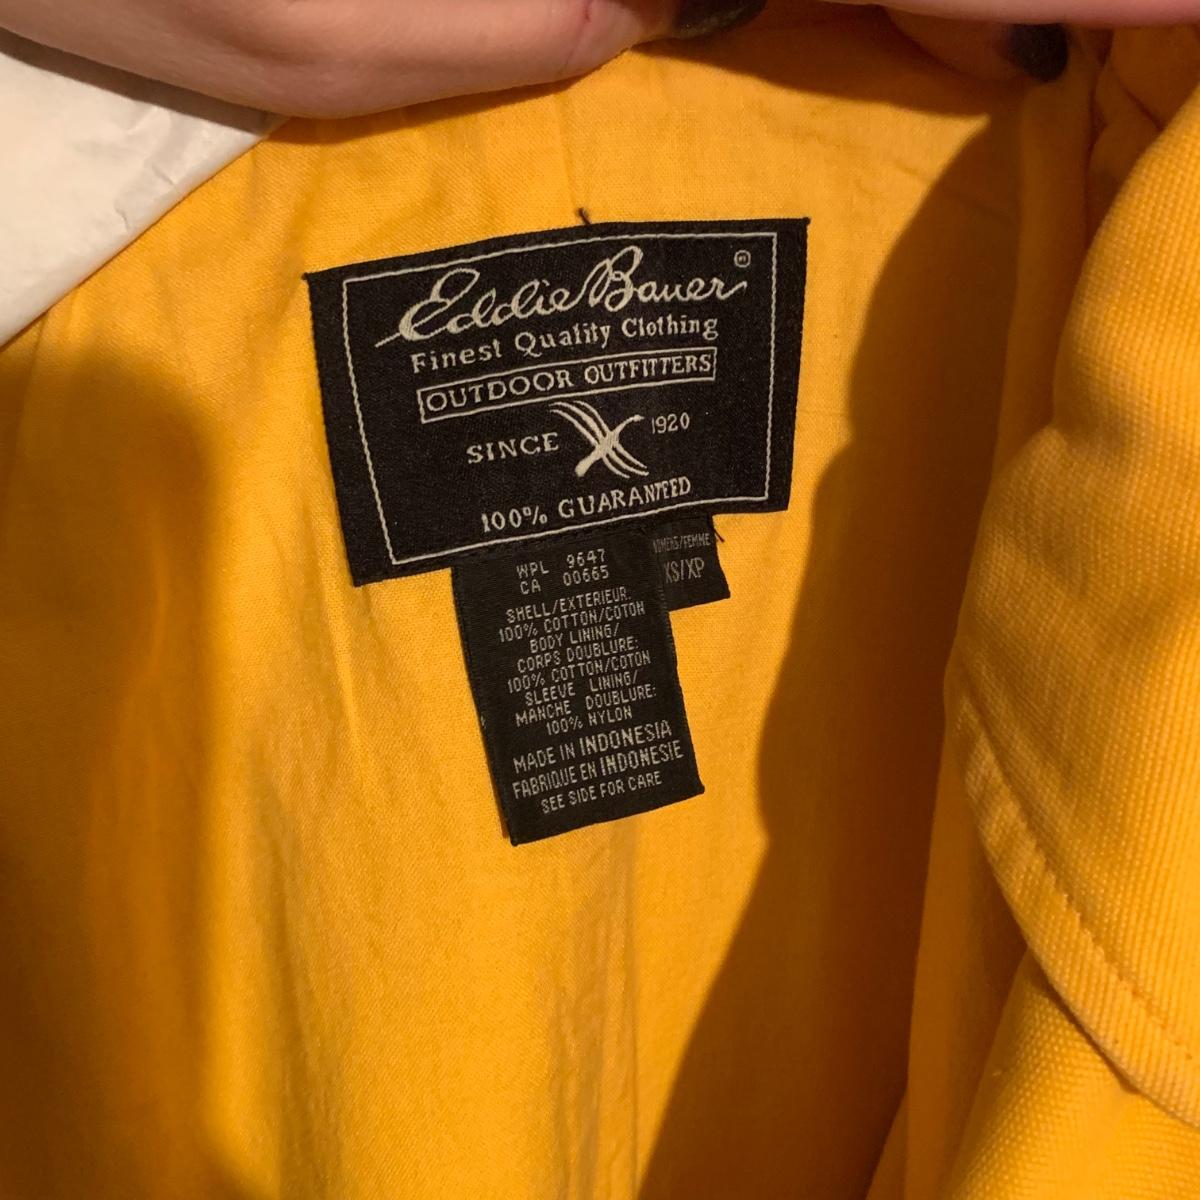 Eddie Bauer ®
Finest Quality Clothing
OUTDOOR OUTFITTERS
SINCE 1920
100% GUARANTEED
WOMENS/FEMME
XS/XP
WPL 9647
CA 00665
SHELL/EXTERIEUR:
100% COTTON/COTON
BODY LINING/
CORPS DOUBLURE:
100% COTTON/COTON
SLEEVE LINING/
MANCHE DOUBLURE:
100% NYLON
MADE IN INDONESIA
FABRIQUE EN INDONESIE
SEE SIDE FOR CARE